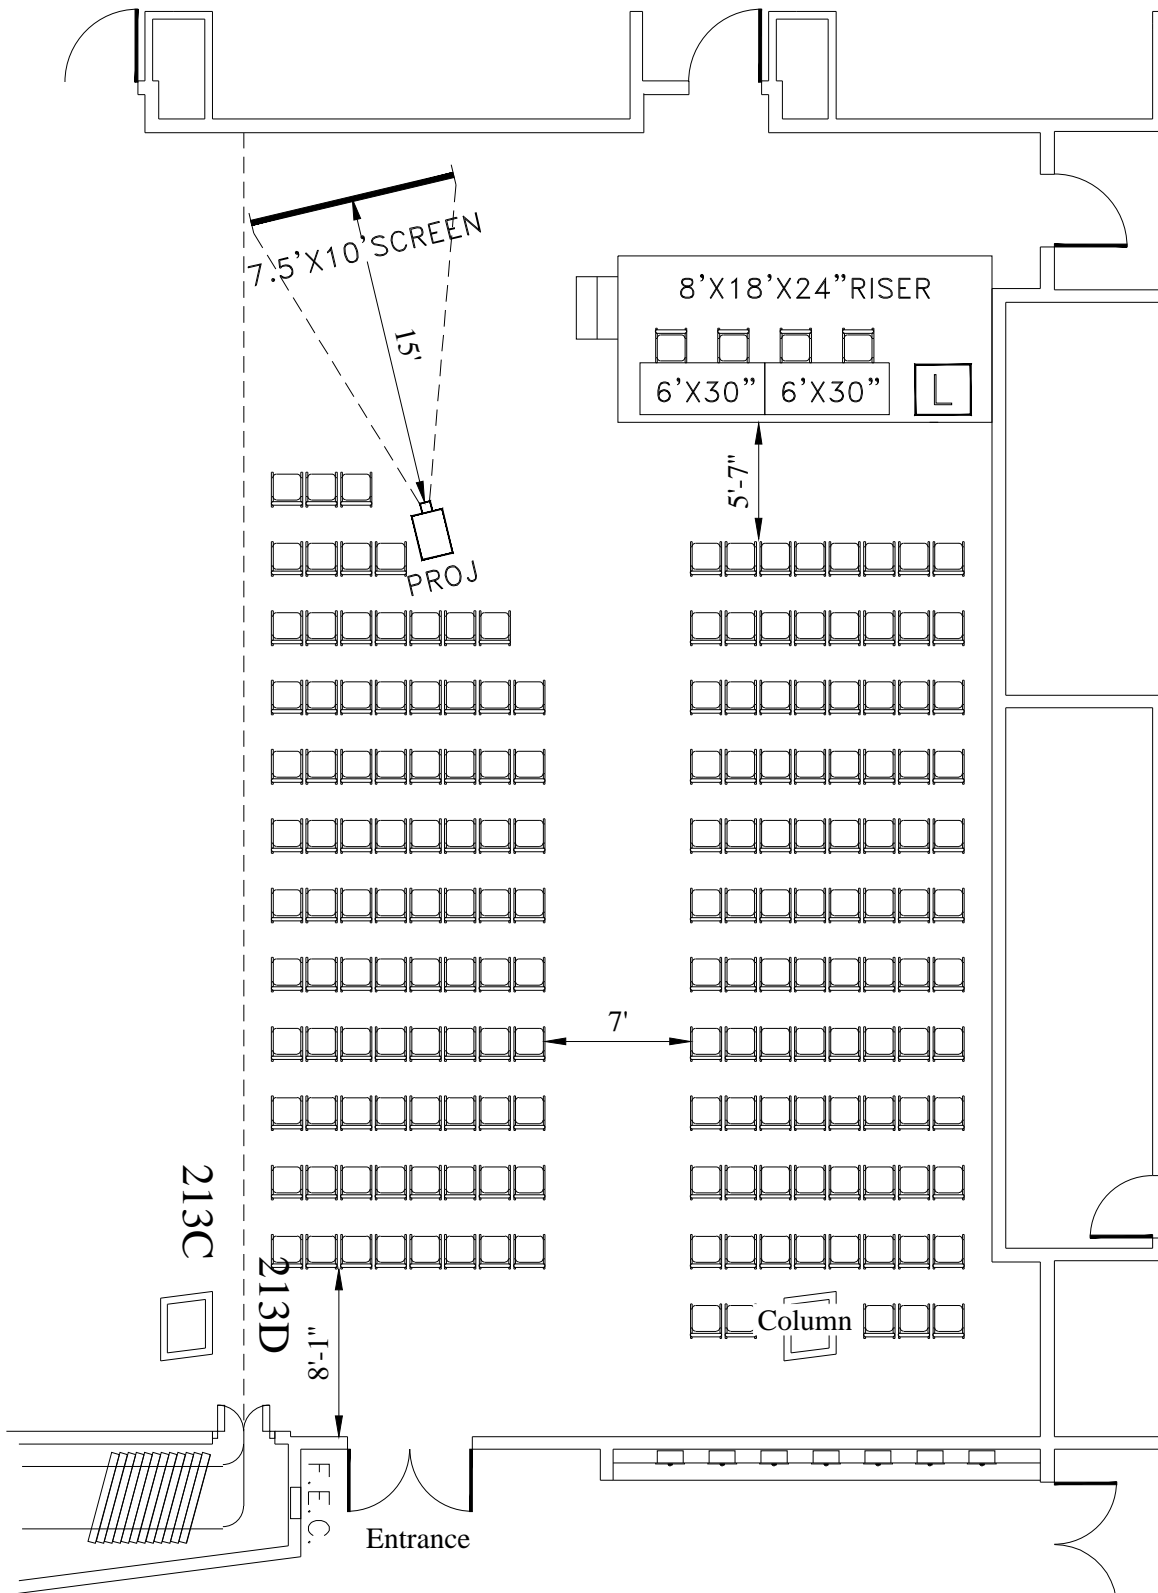 7.5'X10'SCREEN
8'X18'X24"RISER
15'
6'X30"
6'X30"
L
5'-7"
PROJ
7'
213C
213D
8'-1"
Column
F.E.C.
Entrance